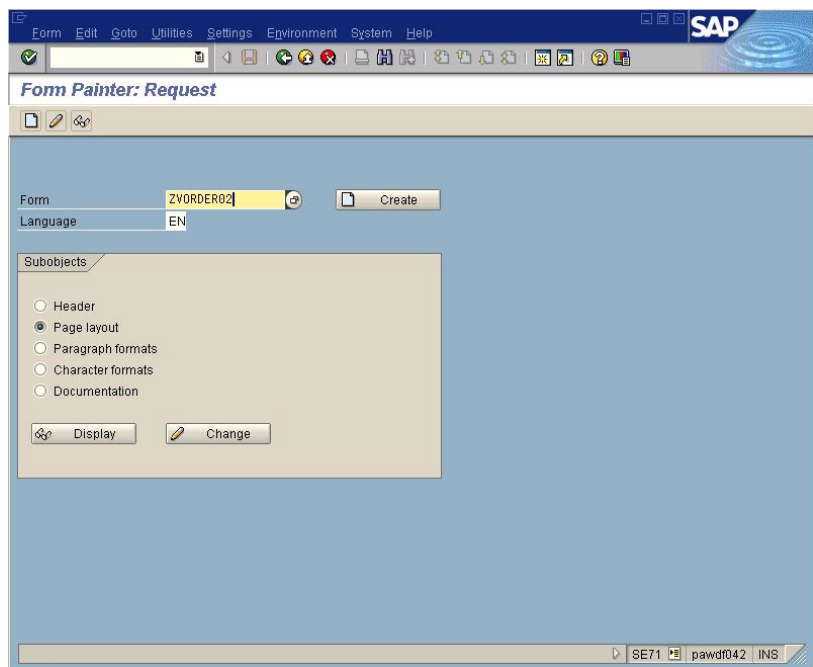 Form Edit Goto Utilities Settings Environment System Help
SAP
Form Painter: Request
Form ZVORDER02 Create
Language EN
Subobjects
Header
Page layout
Paragraph formats
Character formats
Documentation
Display Change
SE71 pawdf042 INS